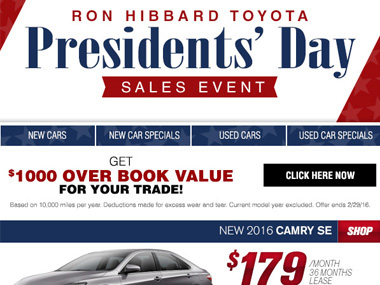 RON HIBBARD TOYOTA
Presidents' Day
SALES EVENT
NEW CARS NEW CAR SPECIALS USED CARS USED CAR SPECIALS
GET
$1000 OVER BOOK VALUE
FOR YOUR TRADE!
CLICK HERE NOW
Based on 10,000 miles per year. Deductions made for excess wear and tear. Current model year excluded. Offer ends 2/29/16.
NEW 2016 CAMRY SE SHOP
$179 /MONTH
36 MONTHS
LEASE